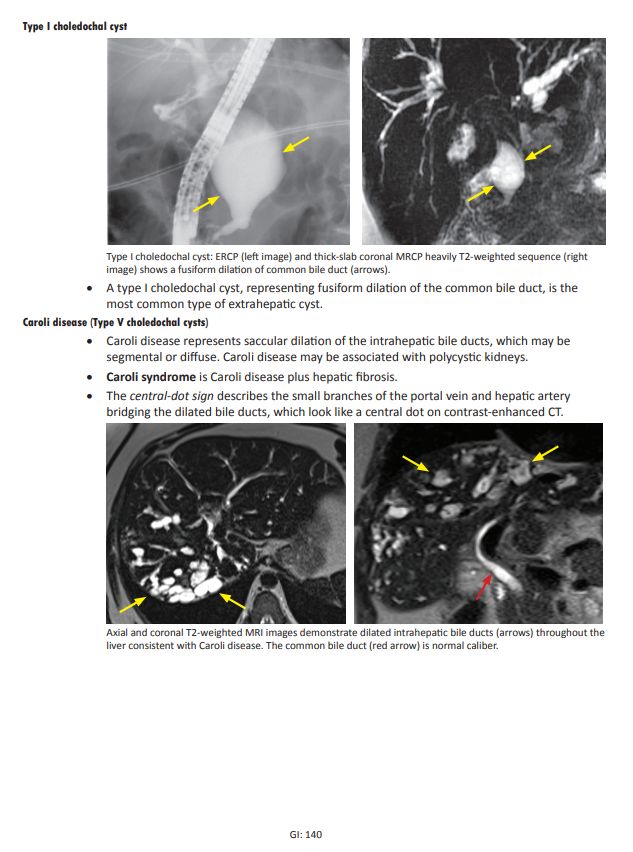 Type I choledochal cyst
Type I choledochal cyst: ERCP (left image) and thick-slab coronal MRCP heavily T2-weighted sequence (right
image) shows a fusiform dilation of common bile duct (arrows).
• A type I choledochal cyst, representing fusiform dilation of the common bile duct, is the
most common type of extrahepatic cyst.
Caroli disease (Type V choledochal cysts)
• Caroli disease represents saccular dilation of the intrahepatic bile ducts, which may be
segmental or diffuse. Caroli disease may be associated with polycystic kidneys.
• Caroli syndrome is Caroli disease plus hepatic fibrosis.
• The central-dot sign describes the small branches of the portal vein and hepatic artery
bridging the dilated bile ducts, which look like a central dot on contrast-enhanced CT.
Axial and coronal T2-weighted MRI images demonstrate dilated intrahepatic bile ducts (arrows) throughout the
liver consistent with Caroli disease. The common bile duct (red arrow) is normal caliber.
GI: 140